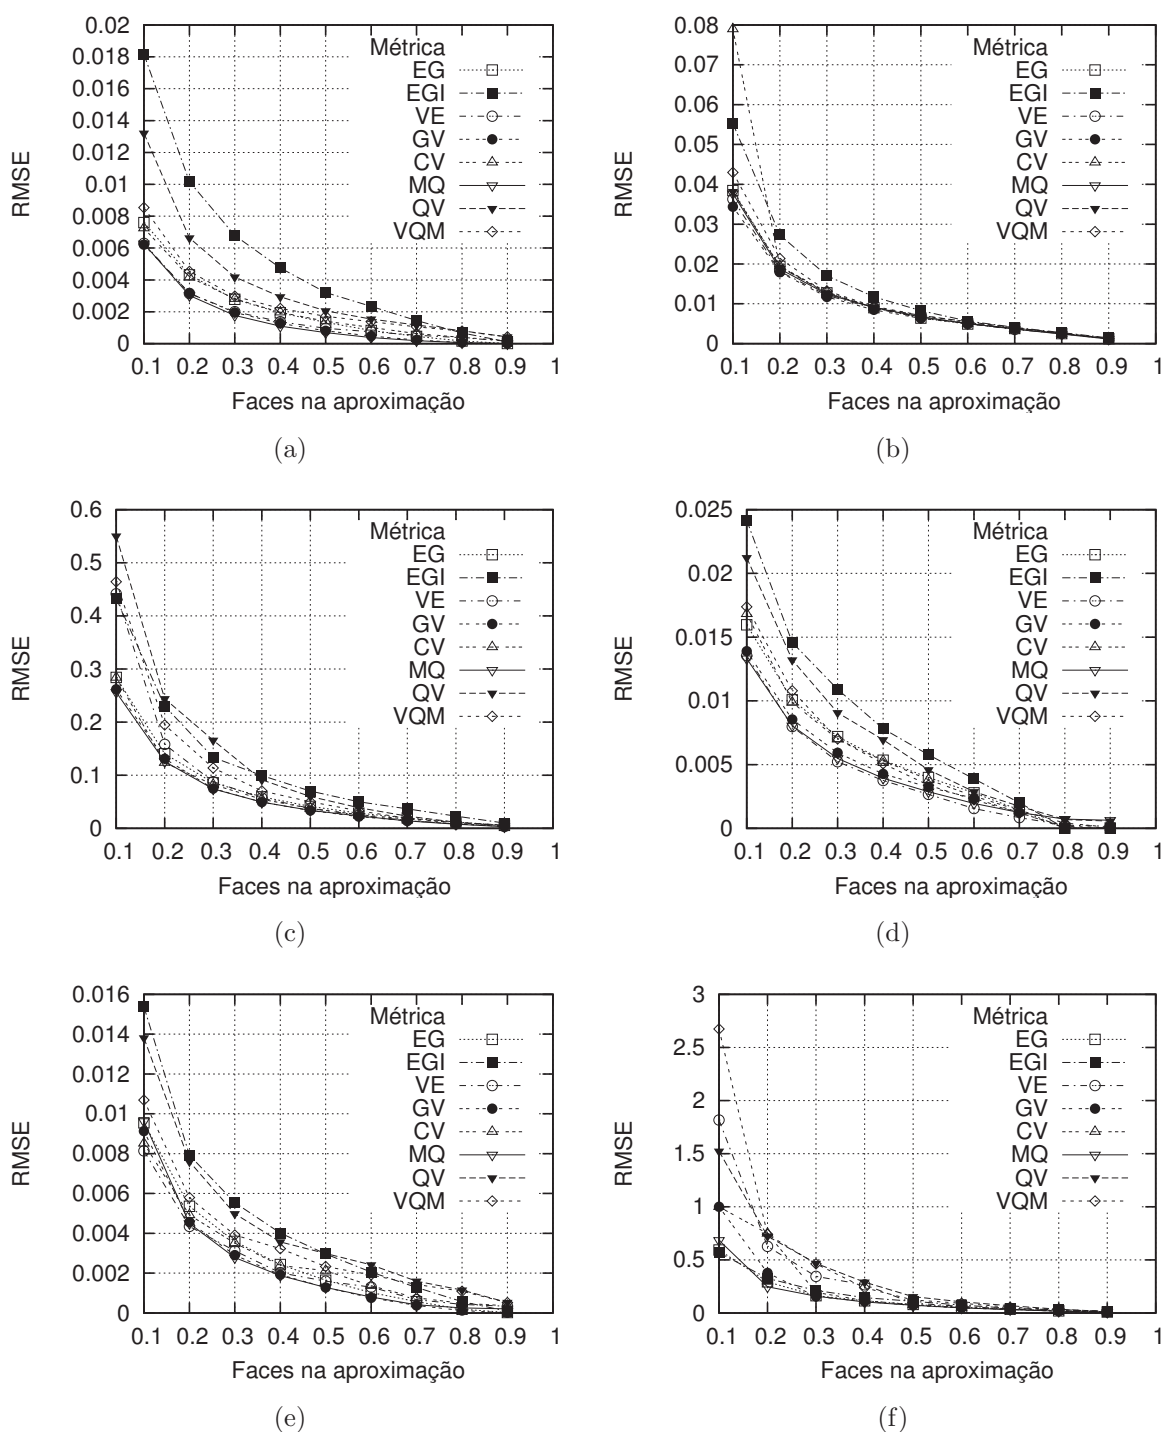 0.02
0.018
0.016
0.014
0.012
0.01
0.008
0.006
0.004
0.002
0
RMSE
0.1 0.2 0.3 0.4 0.5 0.6 0.7 0.8 0.9 1
Faces na aproximação
Métrica
EG
EGI
VE
GV
CV
MQ
QV
VQM
(a)
0.08
0.07
0.06
0.05
0.04
0.03
0.02
0.01
0
RMSE
0.1 0.2 0.3 0.4 0.5 0.6 0.7 0.8 0.9 1
Faces na aproximação
Métrica
EG
EGI
VE
GV
CV
MQ
QV
VQM
(b)
0.6
0.5
0.4
0.3
0.2
0.1
0
RMSE
0.1 0.2 0.3 0.4 0.5 0.6 0.7 0.8 0.9 1
Faces na aproximação
Métrica
EG
EGI
VE
GV
CV
MQ
QV
VQM
(c)
0.025
0.02
0.015
0.01
0.005
0
RMSE
0.1 0.2 0.3 0.4 0.5 0.6 0.7 0.8 0.9 1
Faces na aproximação
Métrica
EG
EGI
VE
GV
CV
MQ
QV
VQM
(d)
0.016
0.014
0.012
0.01
0.008
0.006
0.004
0.002
0
RMSE
0.1 0.2 0.3 0.4 0.5 0.6 0.7 0.8 0.9 1
Faces na aproximação
Métrica
EG
EGI
VE
GV
CV
MQ
QV
VQM
(e)
3
2.5
2
1.5
1
0.5
0
RMSE
0.1 0.2 0.3 0.4 0.5 0.6 0.7 0.8 0.9 1
Faces na aproximação
Métrica
EG
EGI
VE
GV
CV
MQ
QV
VQM
(f)